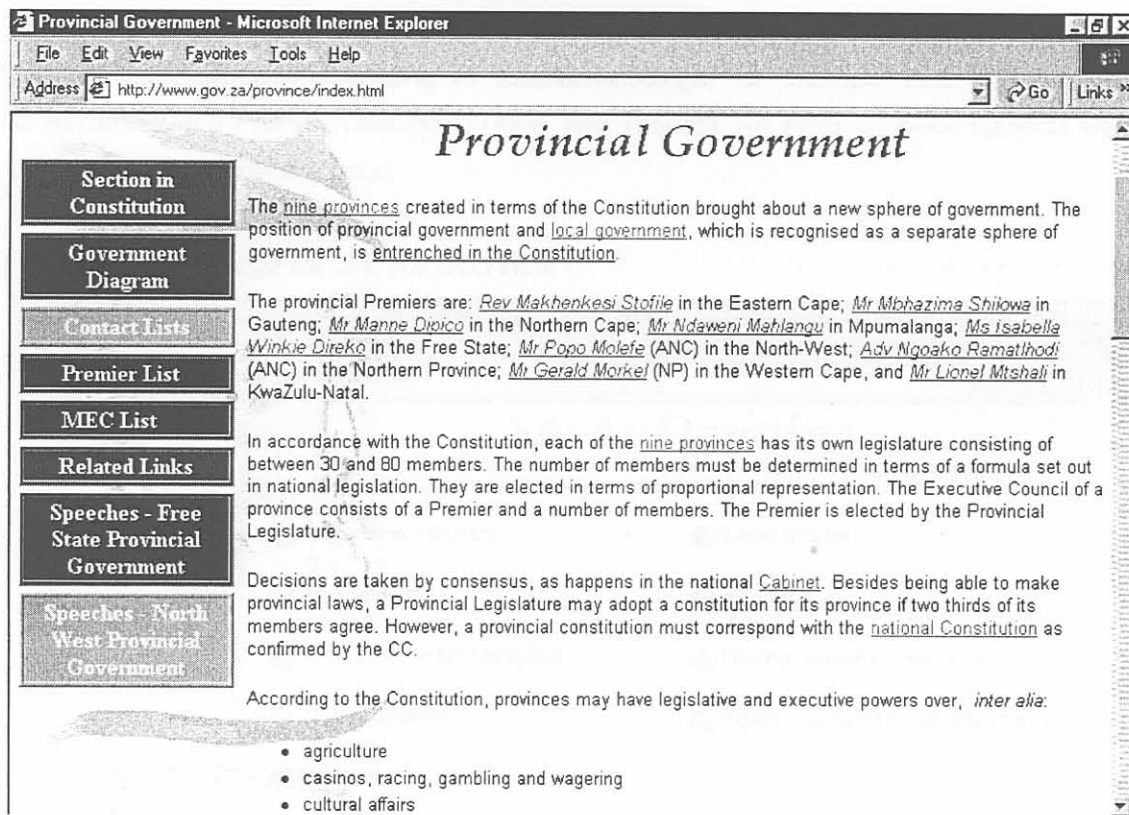 Provincial Government - Microsoft Internet Explorer
File Edit View Favorites Tools Help
Address http://www.gov.za/province/index.html Go Links »
Provincial Government
Section in
Constitution
Government
Diagram
Contact Lists
Premier List
MEC List
Related Links
Speeches - Free
State Provincial
Government
Speeches - North
West Provincial
Government
The nine provinces created in terms of the Constitution brought about a new sphere of government. The
position of provincial government and local government, which is recognised as a separate sphere of
government, is entrenched in the Constitution.
The provincial Premiers are: Rev Makhenkesi Stofile in the Eastern Cape; Mr Mbhazima Shilowa in
Gauteng; Mr Manne Dipico in the Northern Cape; Mr Ndaweni Mahlangu in Mpumalanga; Ms Isabella
Winkie Direko in the Free State; Mr Popo Molefe (ANC) in the North-West; Adv Ngoako Ramatlhodi
(ANC) in the Northern Province; Mr Gerald Morkel (NP) in the Western Cape, and Mr Lionel Mtshali in
KwaZulu-Natal.
In accordance with the Constitution, each of the nine provinces has its own legislature consisting of
between 30 and 80 members. The number of members must be determined in terms of a formula set out
in national legislation. They are elected in terms of proportional representation. The Executive Council of a
province consists of a Premier and a number of members. The Premier is elected by the Provincial
Legislature.
Decisions are taken by consensus, as happens in the national Cabinet. Besides being able to make
provincial laws, a Provincial Legislature may adopt a constitution for its province if two thirds of its
members agree. However, a provincial constitution must correspond with the national Constitution as
confirmed by the CC.
According to the Constitution, provinces may have legislative and executive powers over, inter alia:
• agriculture
• casinos, racing, gambling and wagering
• cultural affairs